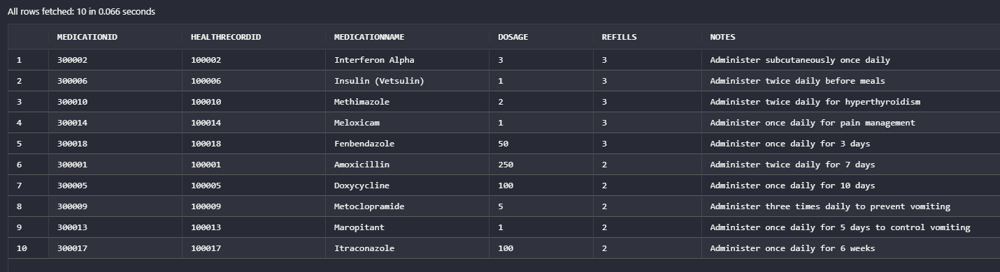 All rows fetched: 10 in 0.066 seconds
MEDICATIONID HEALTHRECORDID MEDICATIONNAME DOSAGE REFILLS NOTES
1 300002 100002 Interferon Alpha 3 3 Administer subcutaneously once daily
2 300006 100006 Insulin (Vetsulin) 1 3 Administer twice daily before meals
3 300010 100010 Methimazole 2 3 Administer twice daily for hyperthyroidism
4 300014 100014 Meloxicam 1 3 Administer once daily for pain management
5 300018 100018 Fenbendazole 50 3 Administer once daily for 3 days
6 300001 100001 Amoxicillin 250 2 Administer twice daily for 7 days
7 300005 100005 Doxycycline 100 2 Administer once daily for 10 days
8 300009 100009 Metoclopramide 5 2 Administer three times daily to prevent vomiting
9 300013 100013 Maropitant 1 2 Administer once daily for 5 days to control vomiting
10 300017 100017 Itraconazole 100 2 Administer once daily for 6 weeks